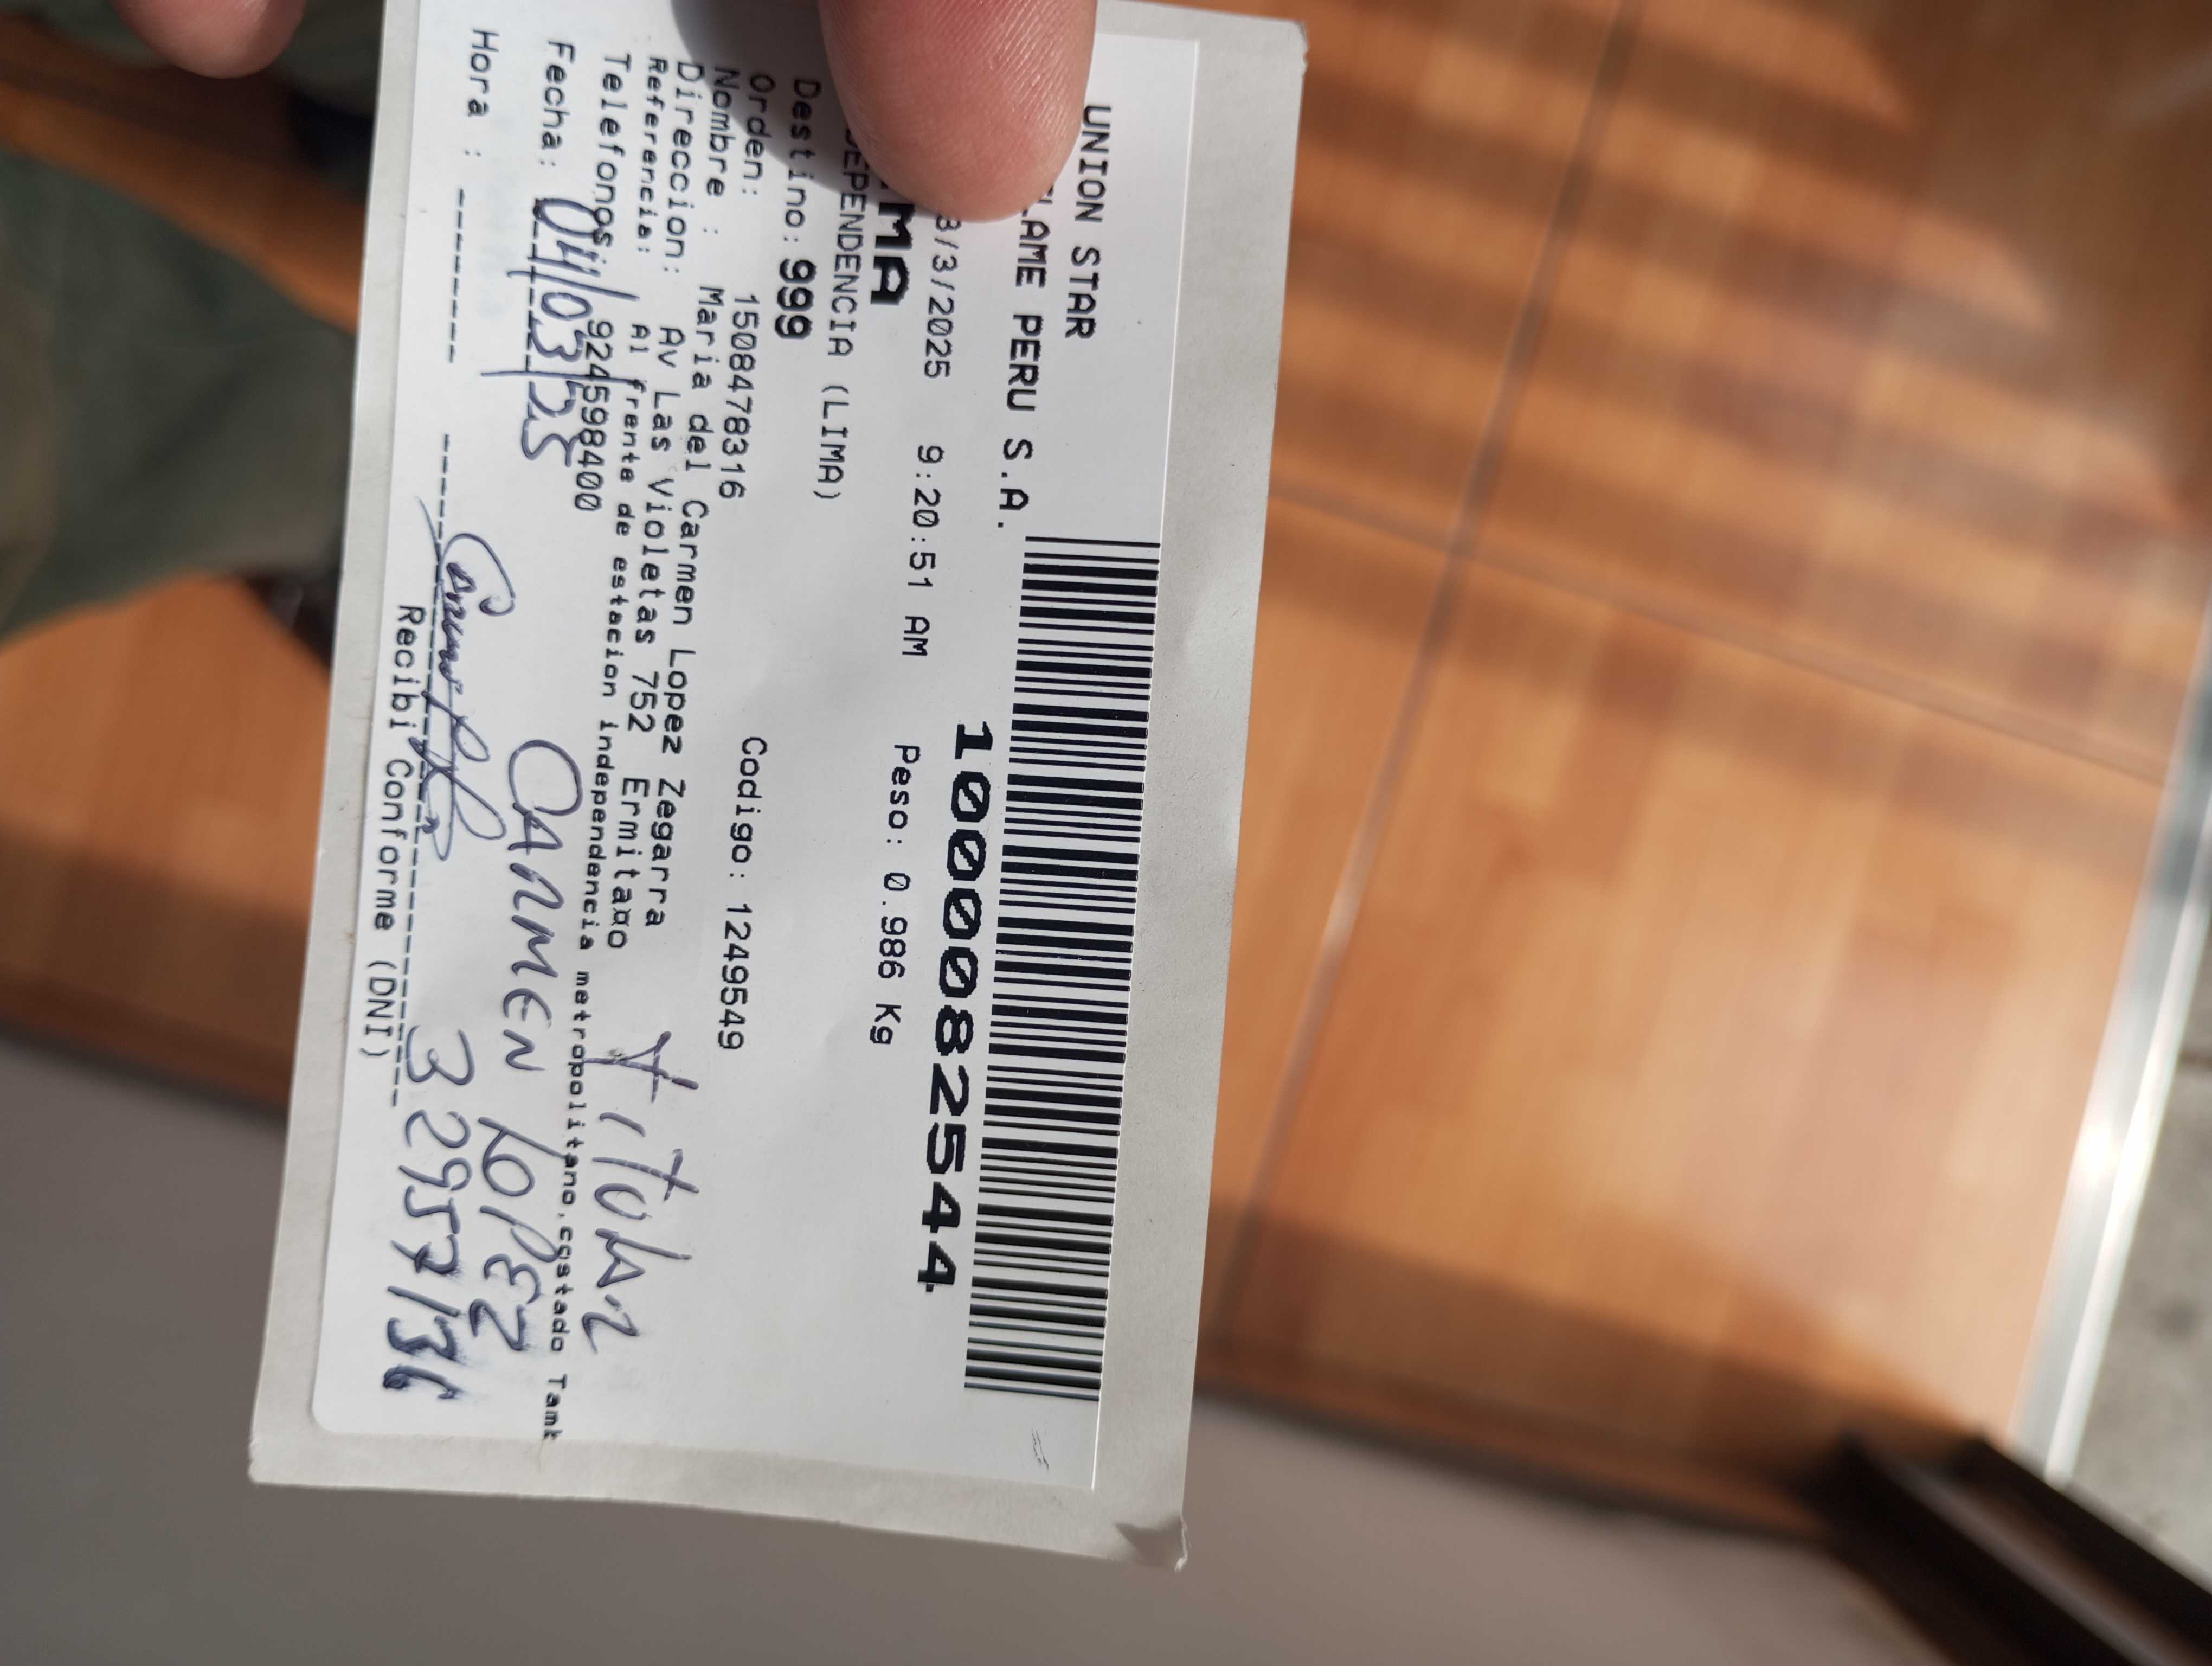 UNION STAR
LAME PERU S.A.
1000082544
3/3/2025 9:20:51 AM Peso: 0.986 Kg
MA
DEPENDENCIA (LIMA)
Destino: 999
Orden: 1508478316 Codigo: 1249549
Nombre : Maria del Carmen Lopez Zegarra
Direccion: Av Las Violetas 752 Ermita¤o
Referencia: Al frente de estacion independencia metropolitano.costado Tamb
Telefonos: 924598400
TITULAR
Fecha: 04/03/25 CARMEN LOPEZ
Hora : 32957136
Recibi Conforme (DNI)